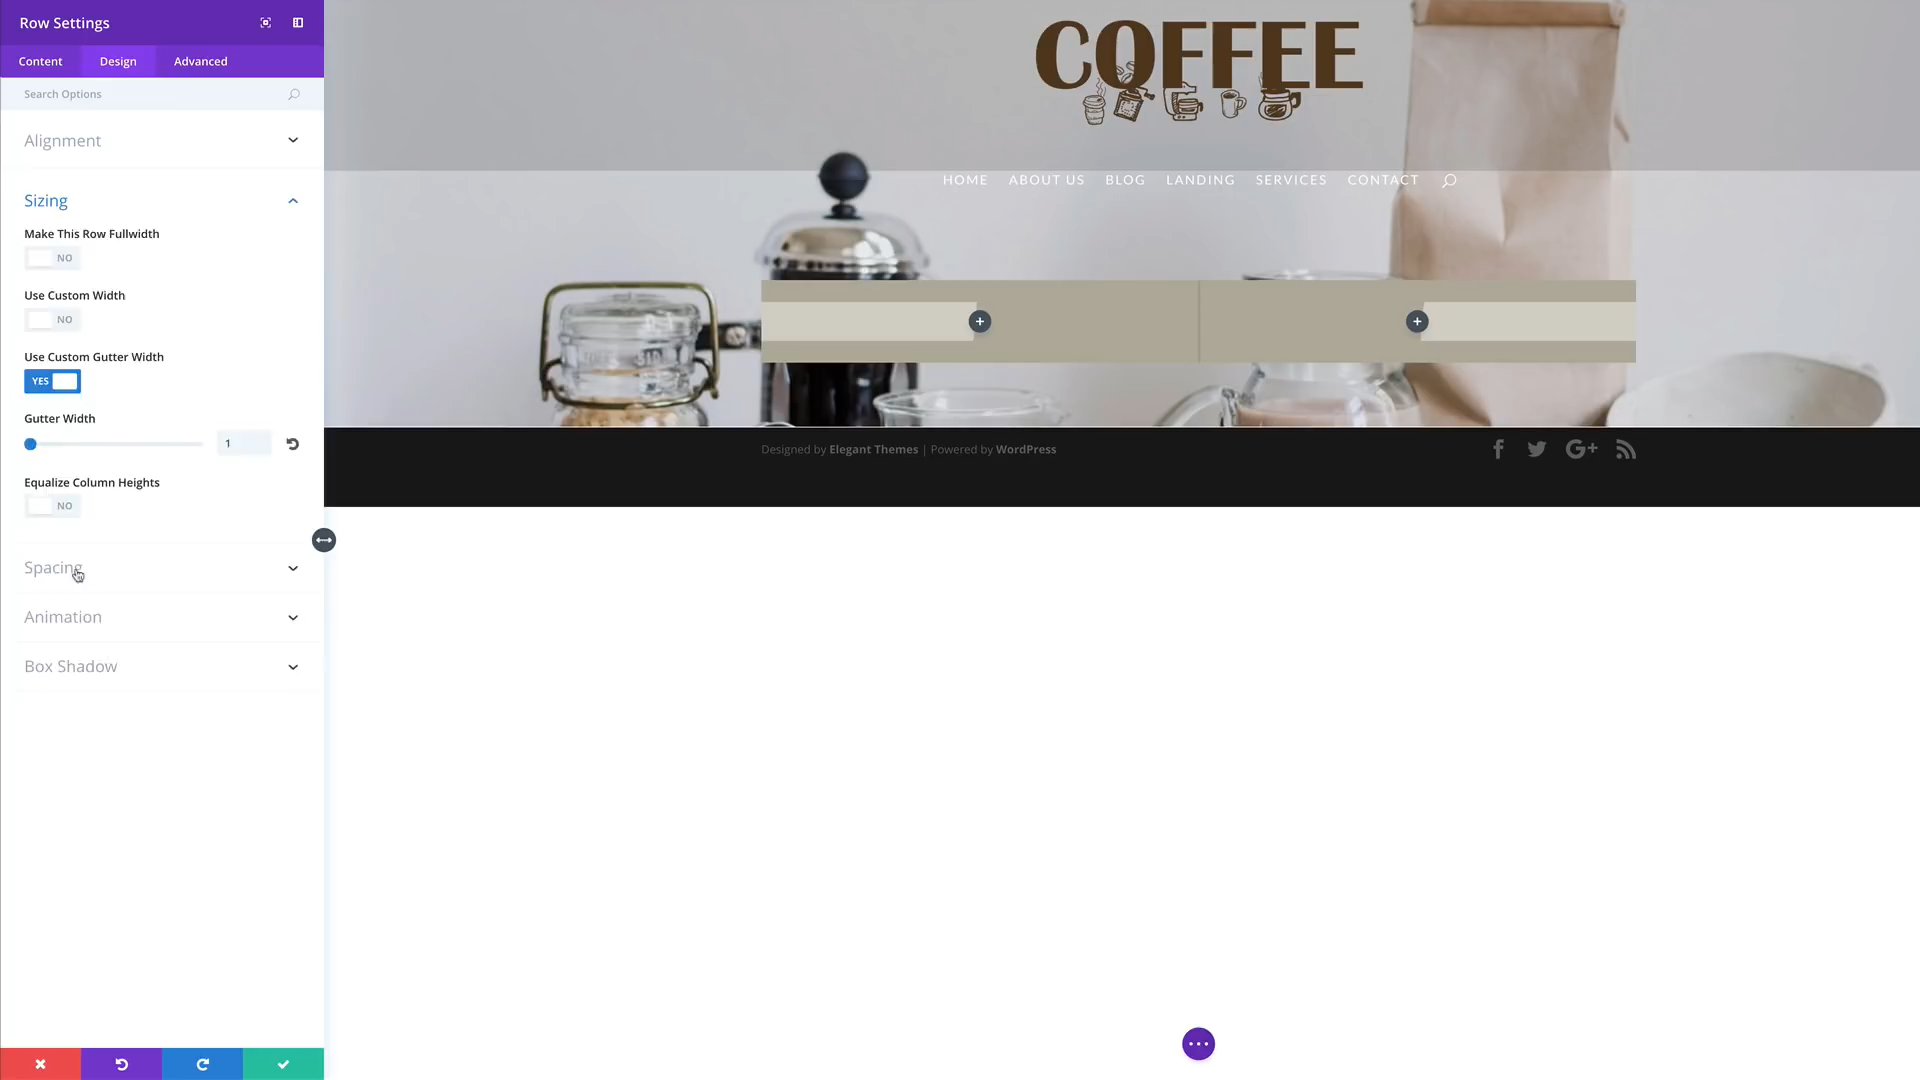 Row Settings
Content Design Advanced
Search Options
Alignment
Sizing
Make This Row Fullwidth
NO
Use Custom Width
NO
Use Custom Gutter Width
YES
Gutter Width
1
Equalize Column Heights
NO
Spacing
Animation
Box Shadow
COFFEE
HOME ABOUT US BLOG LANDING SERVICES CONTACT
Designed by Elegant Themes | Powered by WordPress